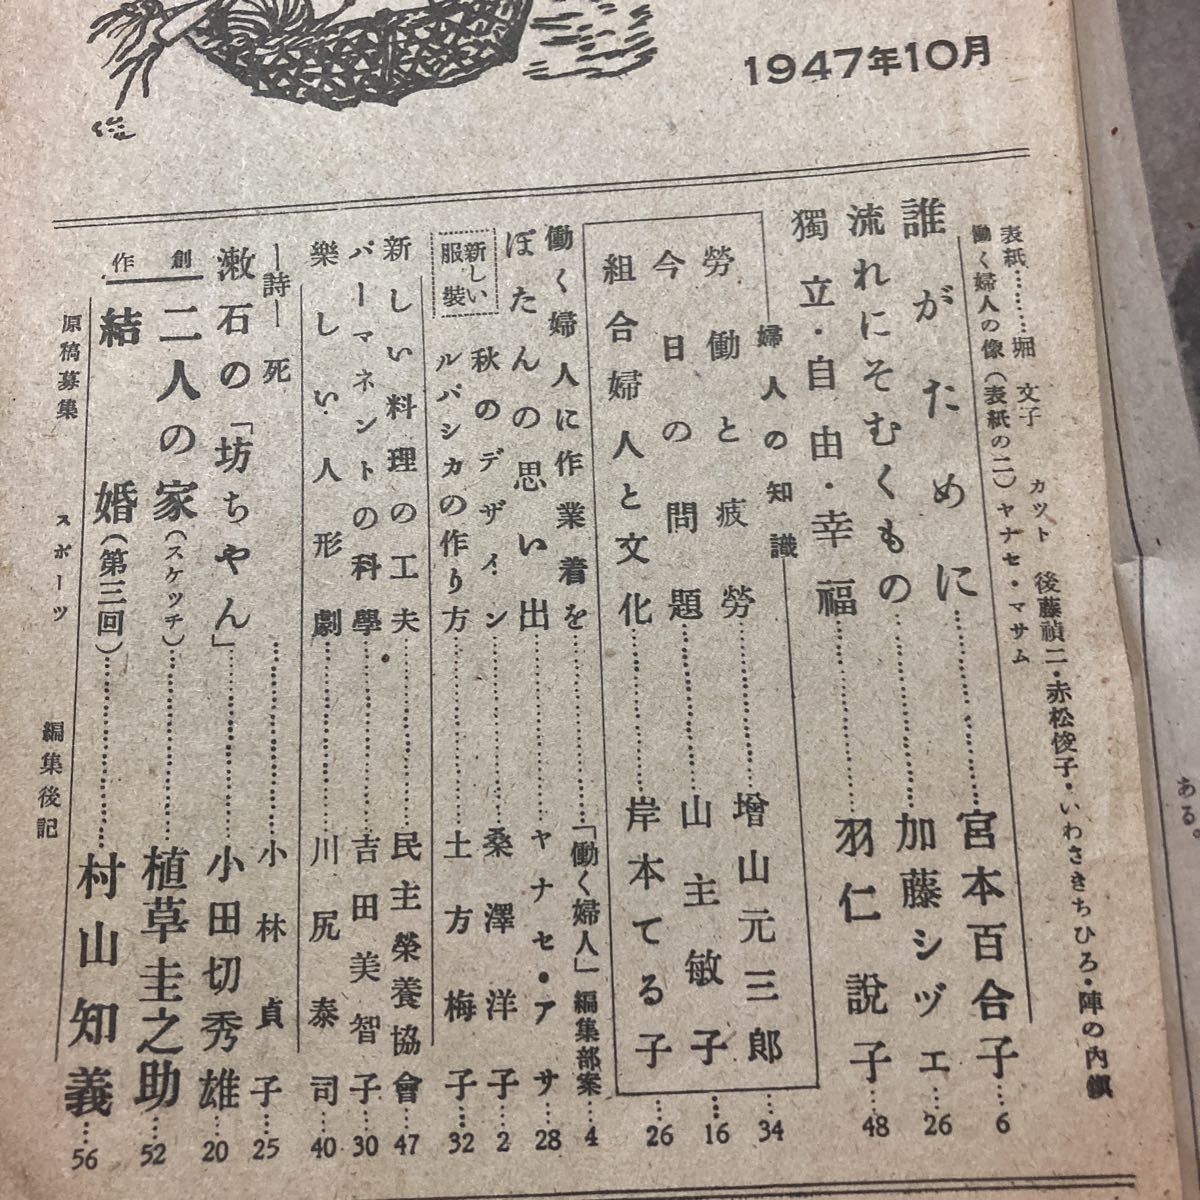 1947年10月
表紙………堀 文子 カツト 後藤禎二・赤松俊子・いわさきちひろ・陣の内鎮
働く婦人の像(表紙の二)ヤナセ・マサム
誰がために…………宮本百合子…6
流れにそむくもの…………加藤シヅエ…26
獨立・自由・幸福…………羽仁説子…48
婦人の知識
勞働と疲勞…………增山元三郎…34
今日の問題…………山主敏子…16
組合婦人と文化…………岸本てる子…26
働く婦人に作業着を…………「働く婦人」編集部案…4
ぼたんの思い出…………ヤナセ・アサ…28
新しい服裝
秋のデザイン…………桑澤洋子…2
ルパシカの作り方…………土方梅子…32
新しい料理の工夫…………民主榮養協會…47
パーマネントの科學…………吉田美智子…30
樂しい人形劇…………川尻泰司…40
―詩― 死…………小林貞子…25
漱石の「坊ちやん」…………小田切秀雄…20
創作
二人の家(スケッチ)…………植草圭之助…52
結婚(第三回)…………村山知義…56
原稿募集 スポーツ 編集後記
ある。